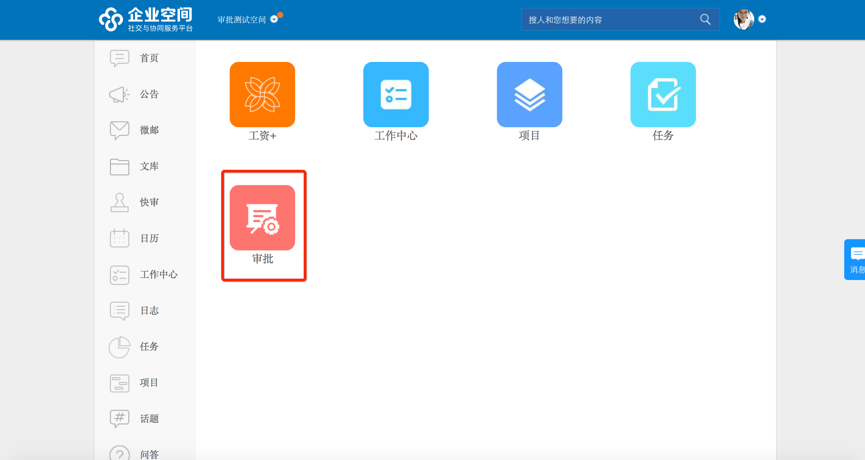 企业空间
社交与协同服务平台
审批测试空间
搜人和您想要的内容
首页
公告
微邮
文库
快审
日历
工作中心
日志
任务
项目
# 话题
? 问答
工资+
工作中心
项目
任务
审批
消息